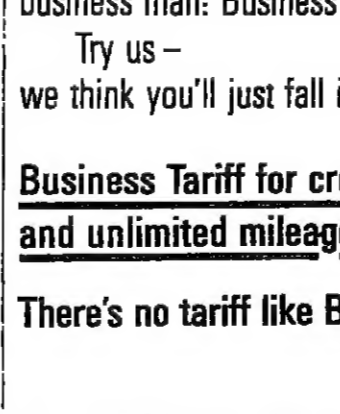 business man: Business
Try us –
we think you'll just fall
Business Tariff for
and unlimited mileag
There's no tariff like B